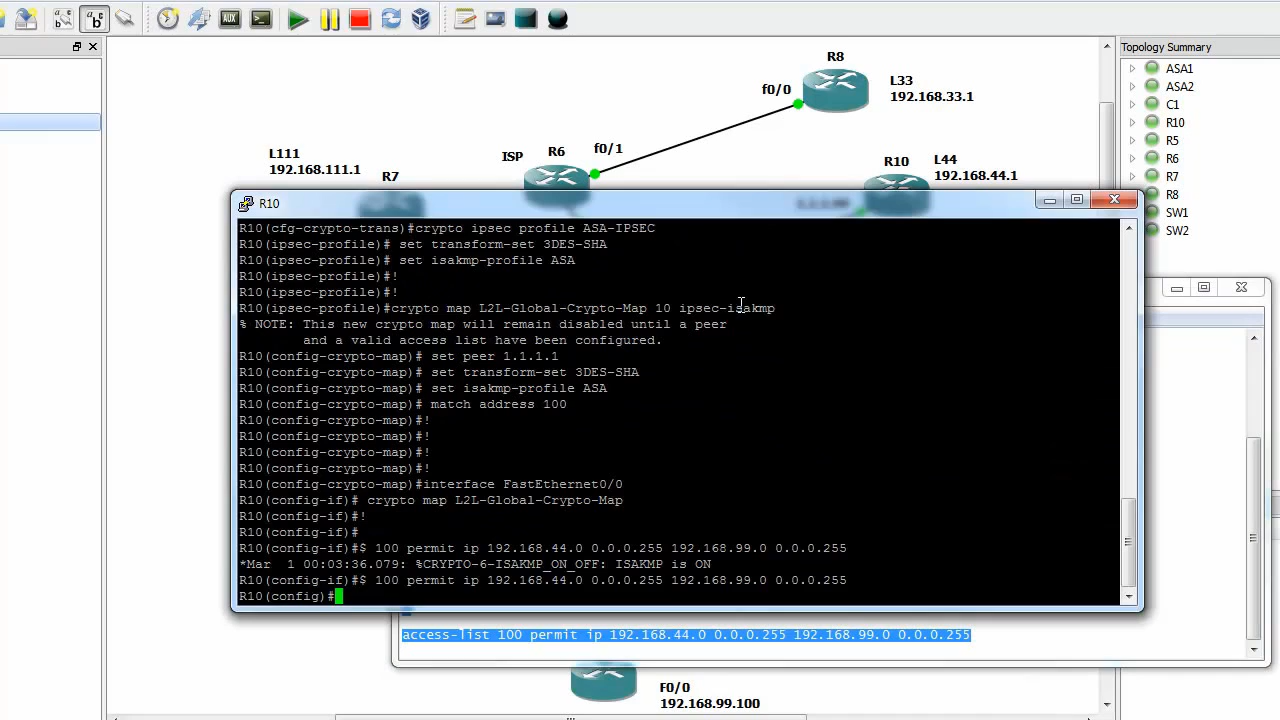 Topology Summary
ASA1
ASA2
C1
R10
R5
R6
R7
R8
SW1
SW2
AUX
R8
f0/0
L33
192.168.33.1
f0/1
R6
ISP
L111
192.168.111.1
R7
R10
L44
192.168.44.1
R10
R10(cfg-crypto-trans)#crypto ipsec profile ASA-IPSEC
R10(ipsec-profile)# set transform-set 3DES-SHA
R10(ipsec-profile)# set isakmp-profile ASA
R10(ipsec-profile)#!
R10(ipsec-profile)#!
R10(ipsec-profile)#crypto map L2L-Global-Crypto-Map 10 ipsec-isakmp
% NOTE: This new crypto map will remain disabled until a peer
and a valid access list have been configured.
R10(config-crypto-map)# set peer 1.1.1.1
R10(config-crypto-map)# set transform-set 3DES-SHA
R10(config-crypto-map)# set isakmp-profile ASA
R10(config-crypto-map)# match address 100
R10(config-crypto-map)#!
R10(config-crypto-map)#!
R10(config-crypto-map)#!
R10(config-crypto-map)#!
R10(config-crypto-map)#interface FastEthernet0/0
R10(config-if)# crypto map L2L-Global-Crypto-Map
R10(config-if)#!
R10(config-if)#
R10(config-if)#$ 100 permit ip 192.168.44.0 0.0.0.255 192.168.99.0 0.0.0.255
*Mar  1 00:03:36.079: %CRYPTO-6-ISAKMP_ON_OFF: ISAKMP is ON
R10(config-if)#$ 100 permit ip 192.168.44.0 0.0.0.255 192.168.99.0 0.0.0.255
R10(config)#
access-list 100 permit ip 192.168.44.0 0.0.0.255 192.168.99.0 0.0.0.255
F0/0
192.168.99.100